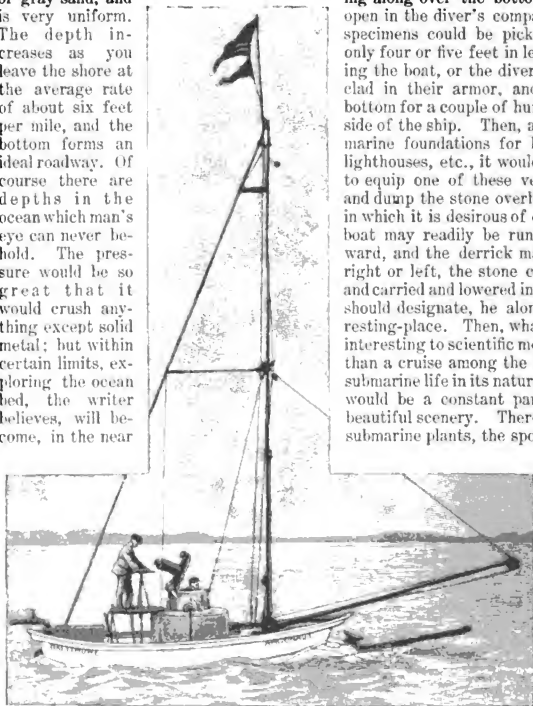 or gray sand, and
is very uniform.
The depth in-
creases as you
leave the shore at
the average rate
of about six feet
per mile, and the
bottom forms an
ideal roadway. Of
course there are
depths in the
ocean which man's
eye can never be-
hold. The pres-
sure would be so
great that it
would crush any-
thing except solid
metal; but within
certain limits, ex-
ploring the ocean
bed, the writer
believes, will be-
come, in the near
ing along over the botto
open in the diver's compa
specimens could be pick
only four or five feet in le
ing the boat, or the diver
clad in their armor, and
bottom for a couple of hu
side of the ship. Then, a
marine foundations for
lighthouses, etc., it would
to equip one of these ve
and dump the stone over
in which it is desirous of
boat may readily be run
ward, and the derrick ma
right or left, the stone c
and carried and lowered in
should designate, he alon
resting-place. Then, wha
interesting to scientific me
than a cruise among the
submarine life in its natur
would be a constant pan
beautiful scenery. Ther
submarine plants, the spo
BALTIMORE
ARGONAUT